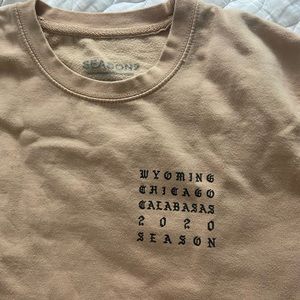 WYOMING
CHICAGO
CALABASAS
2020
SEASON